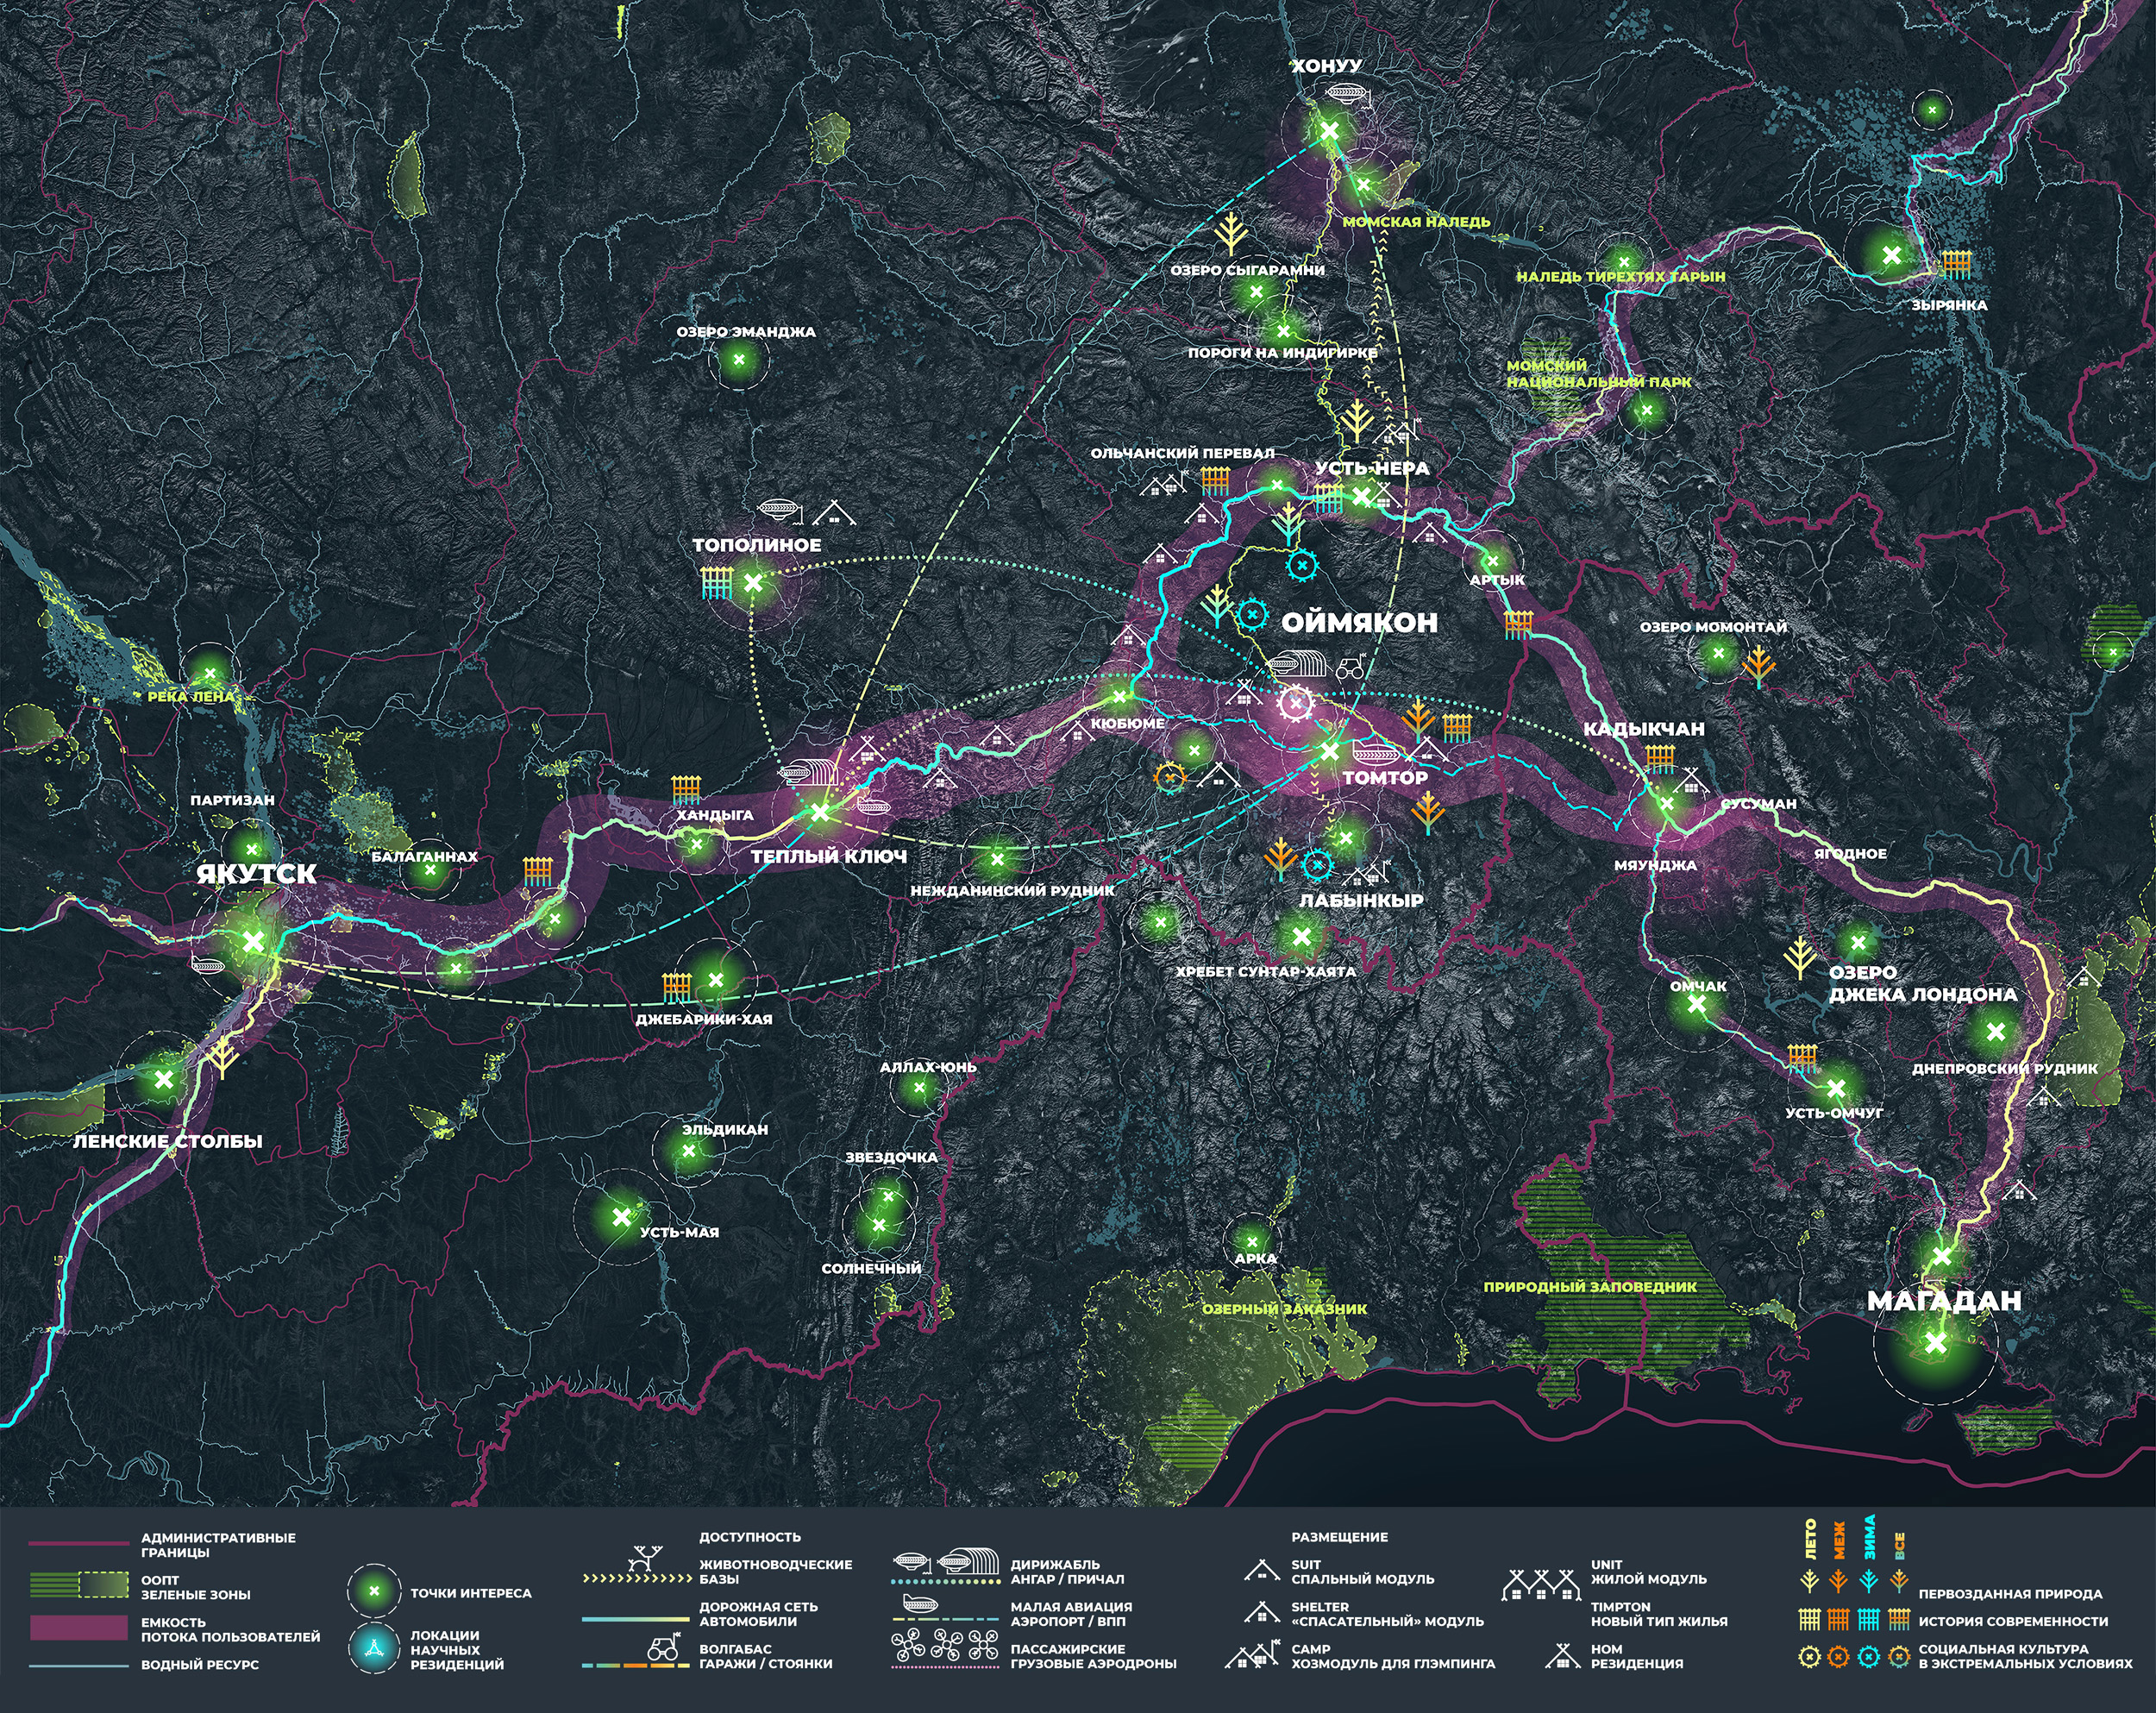 ХОНУУ
МОМСКАЯ НАЛЕДЬ
ОЗЕРО СЫГАРАМНИ
НАЛЕДЬ ТИРЕХТЯХ ТАРЫН
ЗЫРЯНКА
ОЗЕРО ЭМАНДЖА
ПОРОГИ НА ИНДИГИРКЕ
МОМСКИЙ
НАЦИОНАЛЬНЫЙ ПАРК
ОЛЬЧАНСКИЙ ПЕРЕВАЛ
УСТЬ-НЕРА
ТОПОЛИНОЕ
АРТЫК
ОЙМЯКОН
ОЗЕРО МОМОНТАЙ
РЕКА ЛЕНА
КЮБЮМЕ
КАДЫКЧАН
ТОМТОР
ПАРТИЗАН
ХАНДЫГА
СУСУМАН
БАЛАГАННАХ
ТЕПЛЫЙ КЛЮЧ
ЯГОДНОЕ
МЯУНДЖА
ЯКУТСК
НЕЖДАНИНСКИЙ РУДНИК
ЛАБЫНКЫР
ХРЕБЕТ СУНТАР-ХАЯТА
ОЗЕРО
ДЖЕКА ЛОНДОНА
ОМЧАК
ДЖЕБАРИКИ-ХАЯ
АЛЛАХ-ЮНЬ
ДНЕПРОВСКИЙ РУДНИК
УСТЬ-ОМЧУГ
ЭЛЬДИКАН
ЛЕНСКИЕ СТОЛБЫ
ЗВЕЗДОЧКА
УСТЬ-МАЯ
АРКА
СОЛНЕЧНЫЙ
ПРИРОДНЫЙ ЗАПОВЕДНИК
МАГАДАН
ОЗЕРНЫЙ ЗАКАЗНИК
АДМИНИСТРАТИВНЫЕ
ГРАНИЦЫ
ООПТ
ЗЕЛЕНЫЕ ЗОНЫ
ЕМКОСТЬ
ПОТОКА ПОЛЬЗОВАТЕЛЕЙ
ВОДНЫЙ РЕСУРС
ТОЧКИ ИНТЕРЕСА
ЛОКАЦИИ
НАУЧНЫХ
РЕЗИДЕНЦИЙ
ДОСТУПНОСТЬ
ЖИВОТНОВОДЧЕСКИЕ
БАЗЫ
ДОРОЖНАЯ СЕТЬ
АВТОМОБИЛИ
ВОЛГАБАС
ГАРАЖИ / СТОЯНКИ
ДИРИЖАБЛЬ
АНГАР / ПРИЧАЛ
МАЛАЯ АВИАЦИЯ
АЭРОПОРТ / ВПП
ПАССАЖИРСКИЕ
ГРУЗОВЫЕ АЭРОДРОНЫ
РАЗМЕЩЕНИЕ
SUIT
СПАЛЬНЫЙ МОДУЛЬ
SHELTER
«СПАСАТЕЛЬНЫЙ» МОДУЛЬ
CAMP
ХОЗМОДУЛЬ ДЛЯ ГЛЭМПИНГА
UNIT
ЖИЛОЙ МОДУЛЬ
TIMPTON
НОВЫЙ ТИП ЖИЛЬЯ
HOM
РЕЗИДЕНЦИЯ
ЛЕТО
МЕЖ
ЗИМА
ВСЕ
ПЕРВОЗДАННАЯ ПРИРОДА
ИСТОРИЯ СОВРЕМЕННОСТИ
СОЦИАЛЬНАЯ КУЛЬТУРА
В ЭКСТРЕМАЛЬНЫХ УСЛОВИЯХ